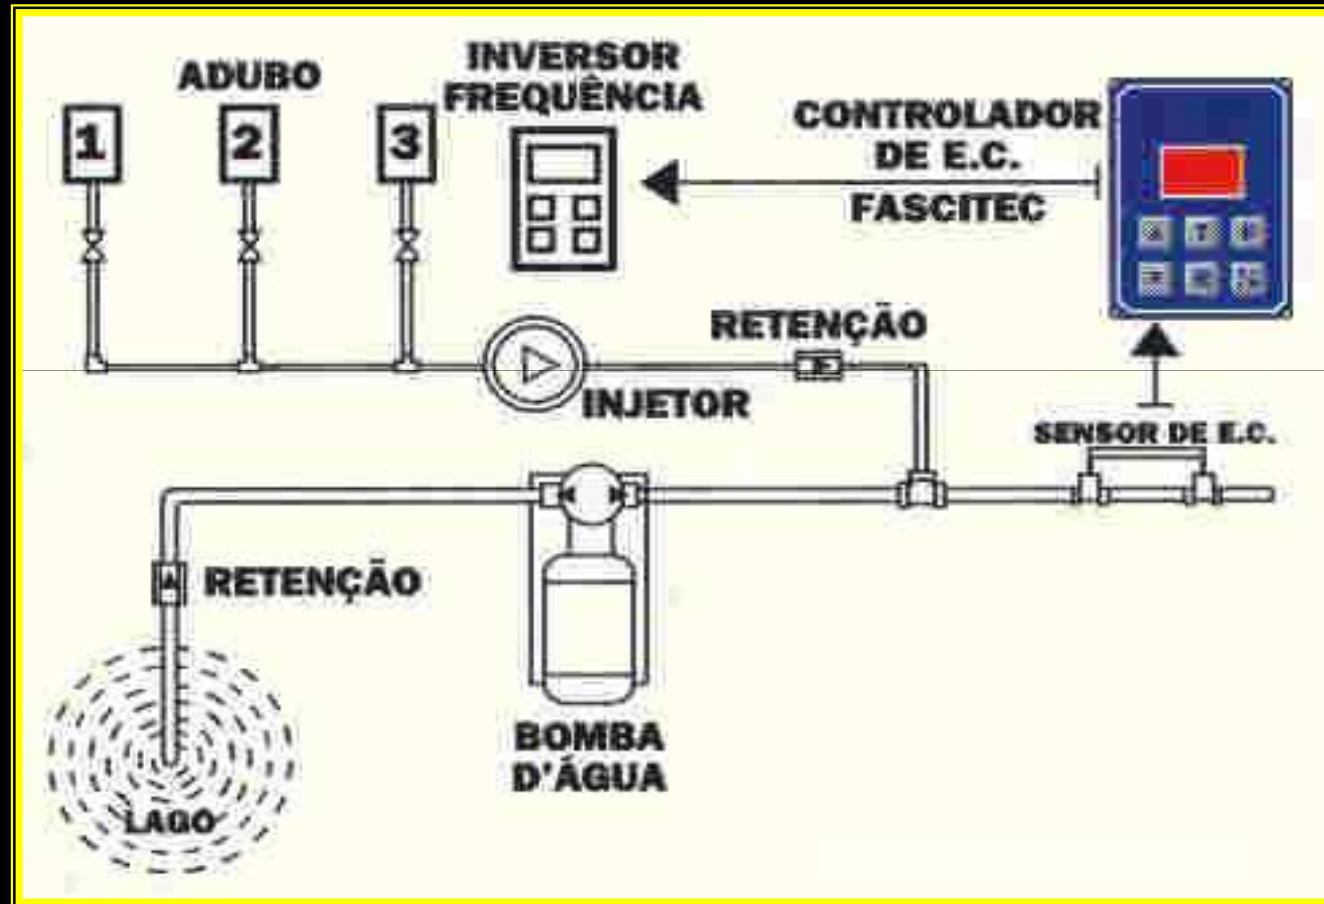 ADUBO
1
2
3
INVERSOR
FREQUÊNCIA
CONTROLADOR
DE E.C.
FASCITEC
RETENÇÃO
INJETOR
SENSOR DE E.C.
RETENÇÃO
BOMBA
D'ÁGUA
LAGO